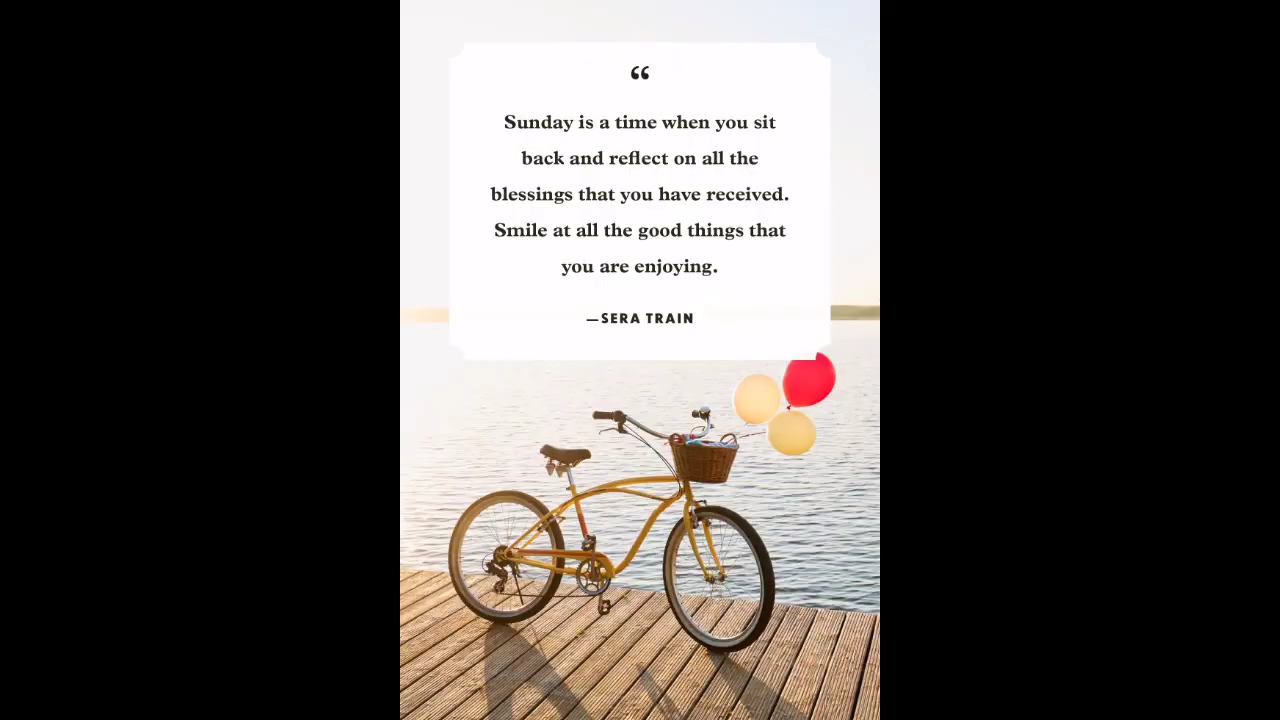 “
Sunday is a time when you sit
back and reflect on all the
blessings that you have received.
Smile at all the good things that
you are enjoying.
—SERA TRAIN